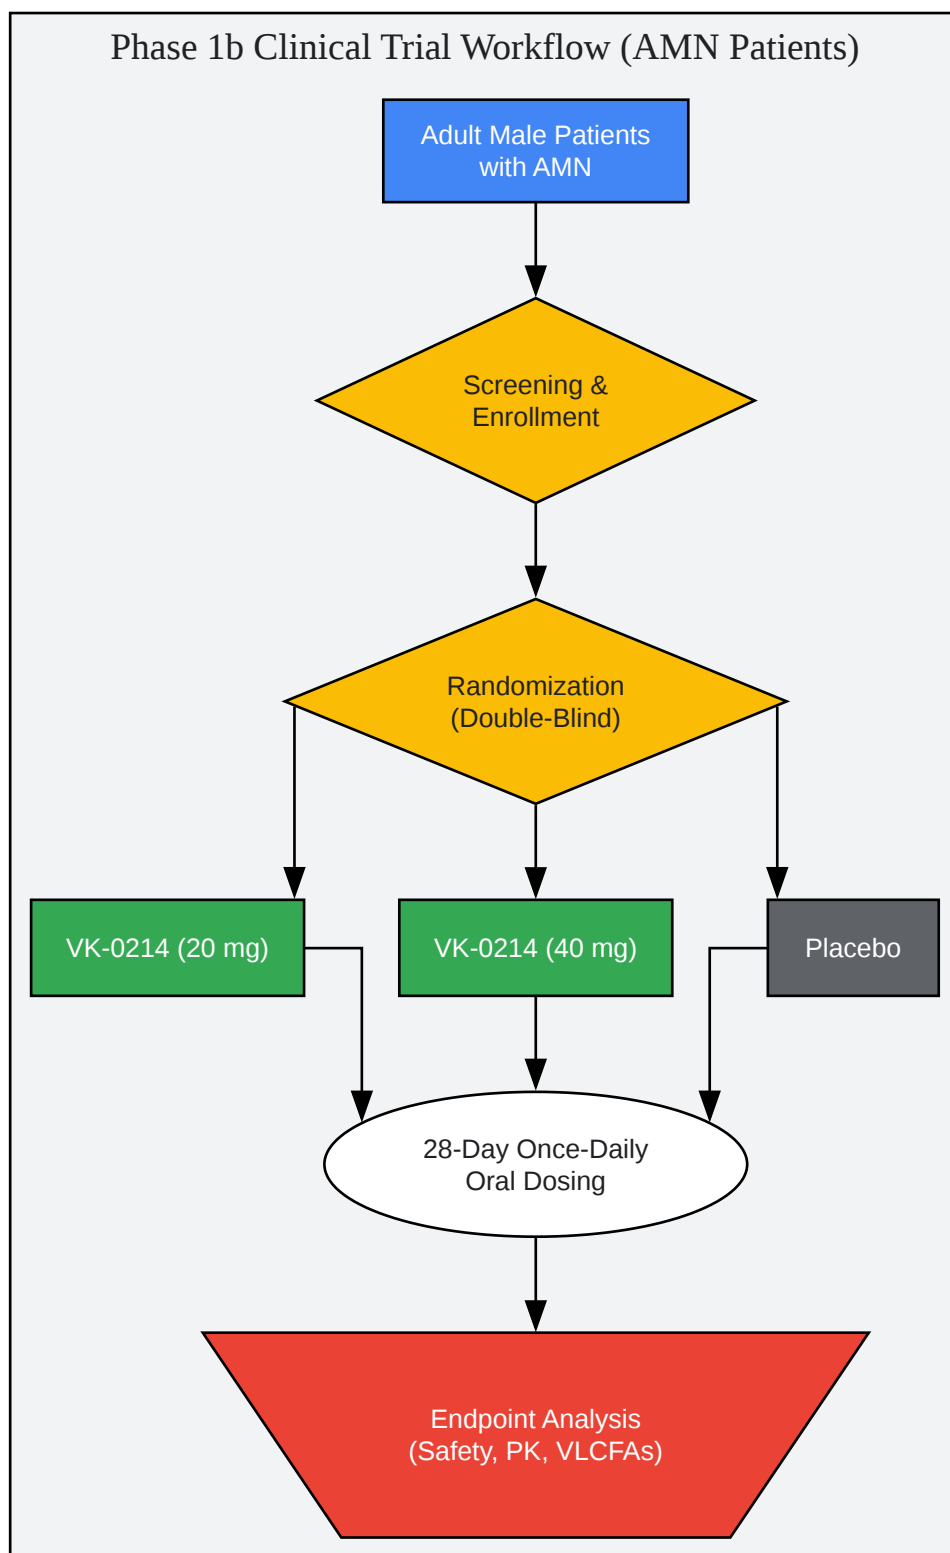 Phase 1b Clinical Trial Workflow (AMN Patients)
Adult Male Patients
with AMN
Screening &
Enrollment
Randomization
(Double-Blind)
VK-0214 (20 mg)
VK-0214 (40 mg)
Placebo
28-Day Once-Daily
Oral Dosing
Endpoint Analysis
(Safety, PK, VLCFAs)